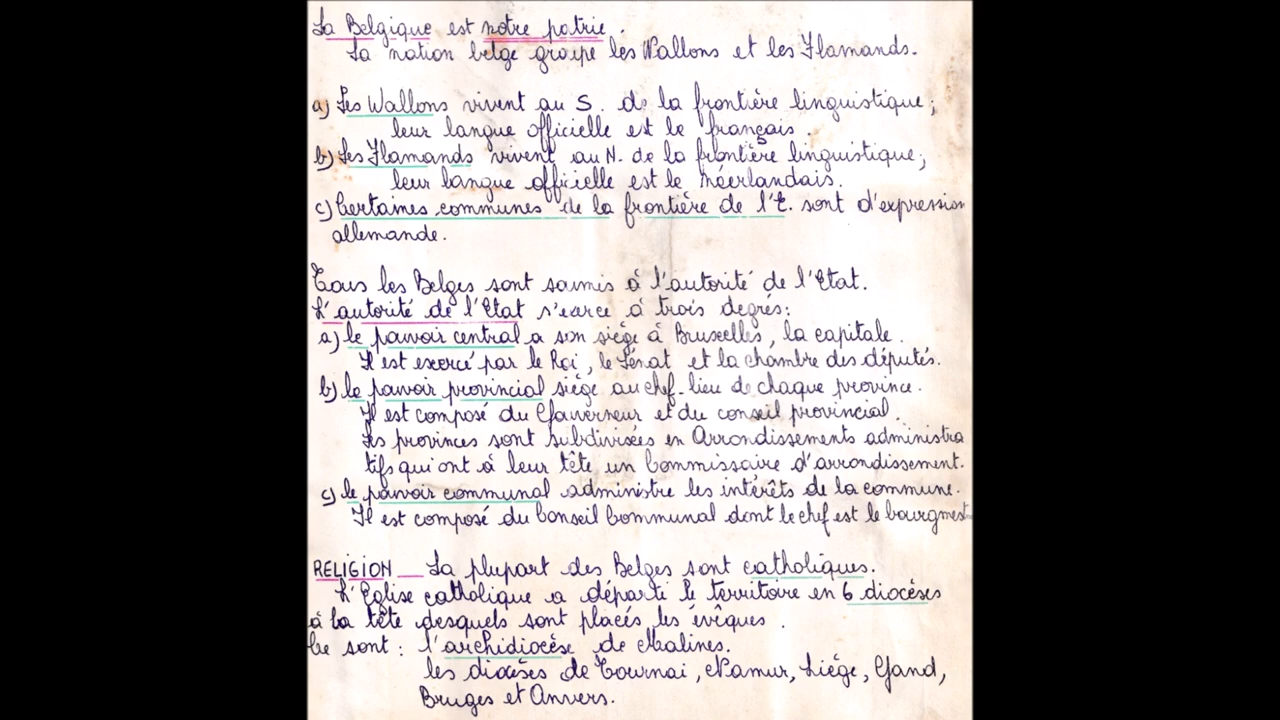 La Belgique est notre patrie.
La nation belge groupe les Wallons et les Flamands.
a) Les Wallons vivent au S. de la frontière linguistique;
leur langue officielle est le français.
b) Les Flamands vivent au N. de la frontière linguistique;
leur langue officielle est le néerlandais.
c) Certaines communes de la frontière de l'E. sont d'expression
allemande.
Tous les Belges sont soumis à l'autorité de l'Etat.
L'autorité de l'Etat s'exerce à trois degrés:
a) le pouvoir central a son siège à Bruxelles, la capitale.
Il est exercé par le Roi, le Sénat et la chambre des députés.
b) le pouvoir provincial siège au chef-lieu de chaque province.
Il est composé du Gouverneur et du conseil provincial.
Les provinces sont subdivisées en Arrondissements administra
tifs qui ont à leur tête un Commissaire d'arrondissement.
c) le pouvoir communal administre les intérêts de la commune.
Il est composé du Conseil Communal dont le chef est le bourgmest
RELIGION _ La plupart des Belges sont catholiques.
L'Eglise catholique a départi le territoire en 6 diocèses
à la tête desquels sont placés les évêques.
Ce sont : l'archidiocèse de Malines.
les diocèses de Tournai, Namur, Liége, Gand,
Bruges et Anvers.